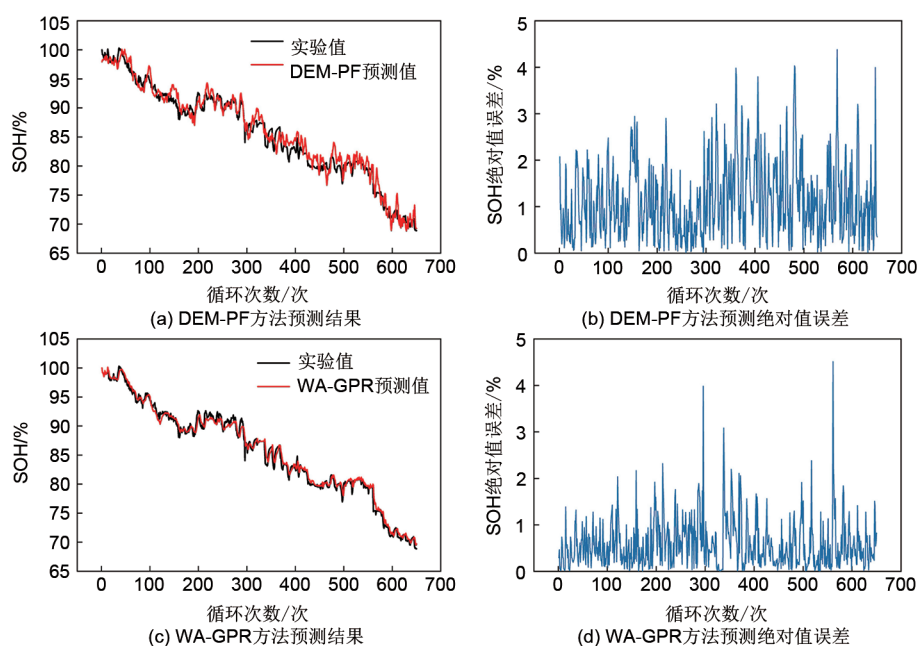 105
100
95
90
85
80
75
70
65
SOH/%
实验值
DEM-PF预测值
0 100 200 300 400 500 600 700
循环次数/次
(a) DEM-PF方法预测结果
5
4
3
2
1
0
SOH绝对值误差/%
0 100 200 300 400 500 600 700
循环次数/次
(b) DEM-PF方法预测绝对值误差
105
100
95
90
85
80
75
70
65
SOH/%
实验值
WA-GPR预测值
0 100 200 300 400 500 600 700
循环次数/次
(c) WA-GPR方法预测结果
5
4
3
2
1
0
SOH绝对值误差/%
0 100 200 300 400 500 600 700
循环次数/次
(d) WA-GPR方法预测绝对值误差